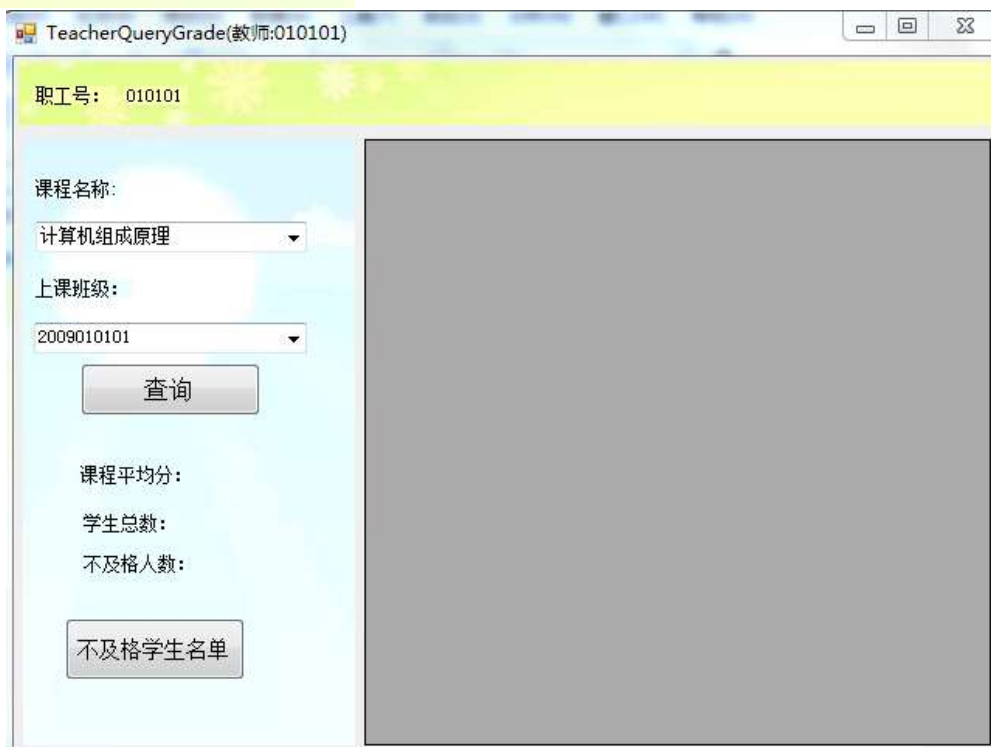 TeacherQueryGrade(教师:010101)
职工号： 010101
课程名称:
计算机组成原理
上课班级：
2009010101
查询
课程平均分：
学生总数：
不及格人数：
不及格学生名单